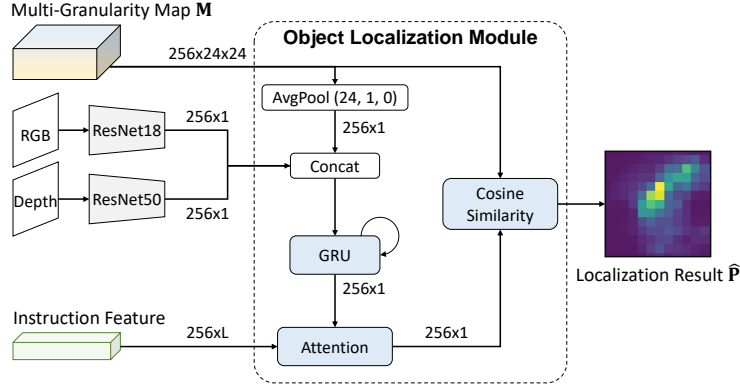 Multi-Granularity Map M
256x24x24
Object Localization Module
AvgPool (24, 1, 0)
256x1
RGB
ResNet18
256x1
Concat
Depth
ResNet50
256x1
Cosine
Similarity
GRU
256x1
Localization Result P̂
Instruction Feature
256xL
Attention
256x1